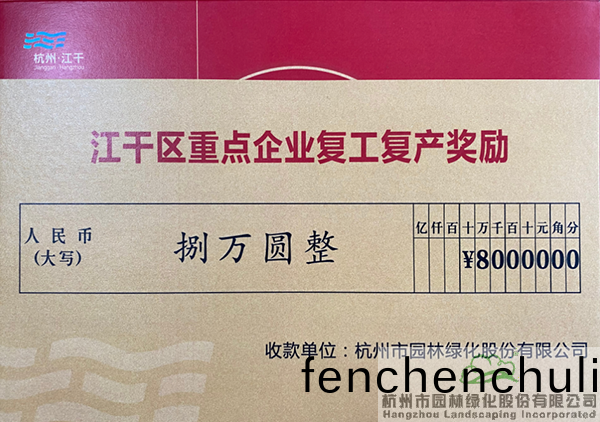 杭州·江干
Jianggan Hangzhou
江干区重点企业复工复产奖励
人民币
(大写)
捌万圆整
亿仟百十万千百十元角分
¥8000000
收款单位:杭州市园林绿化股份有限公司
fenchenchuli
杭州市园林绿化股份有限公司
Hangzhou Landscaping Incorporated